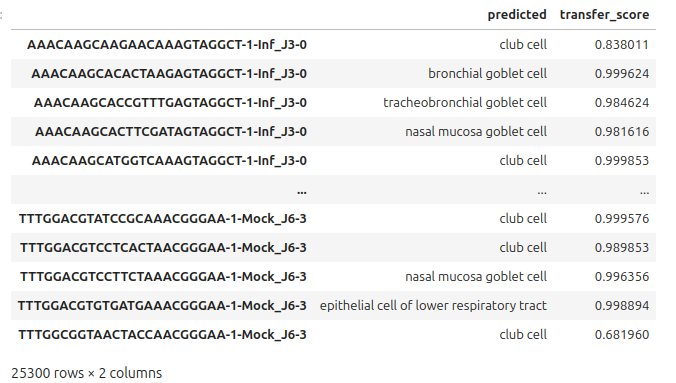 predicted transfer_score
AAACAAGCAAGAACAAAGTAGGCT-1-Inf_J3-0 club cell 0.838011
AAACAAGCACACTAAGAGTAGGCT-1-Inf_J3-0 bronchial goblet cell 0.999624
AAACAAGCACCGTTTGAGTAGGCT-1-Inf_J3-0 tracheobronchial goblet cell 0.984624
AAACAAGCACTTCGATAGTAGGCT-1-Inf_J3-0 nasal mucosa goblet cell 0.981616
AAACAAGCATGGTCAAAGTAGGCT-1-Inf_J3-0 club cell 0.999853
... ... ...
TTTGGACGTATCCGCAAACGGGAA-1-Mock_J6-3 club cell 0.999576
TTTGGACGTCCTCACTAACGGGAA-1-Mock_J6-3 club cell 0.989853
TTTGGACGTCCTTCTAAACGGGAA-1-Mock_J6-3 nasal mucosa goblet cell 0.996356
TTTGGACGTGTGATGAAACGGGAA-1-Mock_J6-3 epithelial cell of lower respiratory tract 0.998894
TTTGGCGGTAACTACCAACGGGAA-1-Mock_J6-3 club cell 0.681960
25300 rows × 2 columns